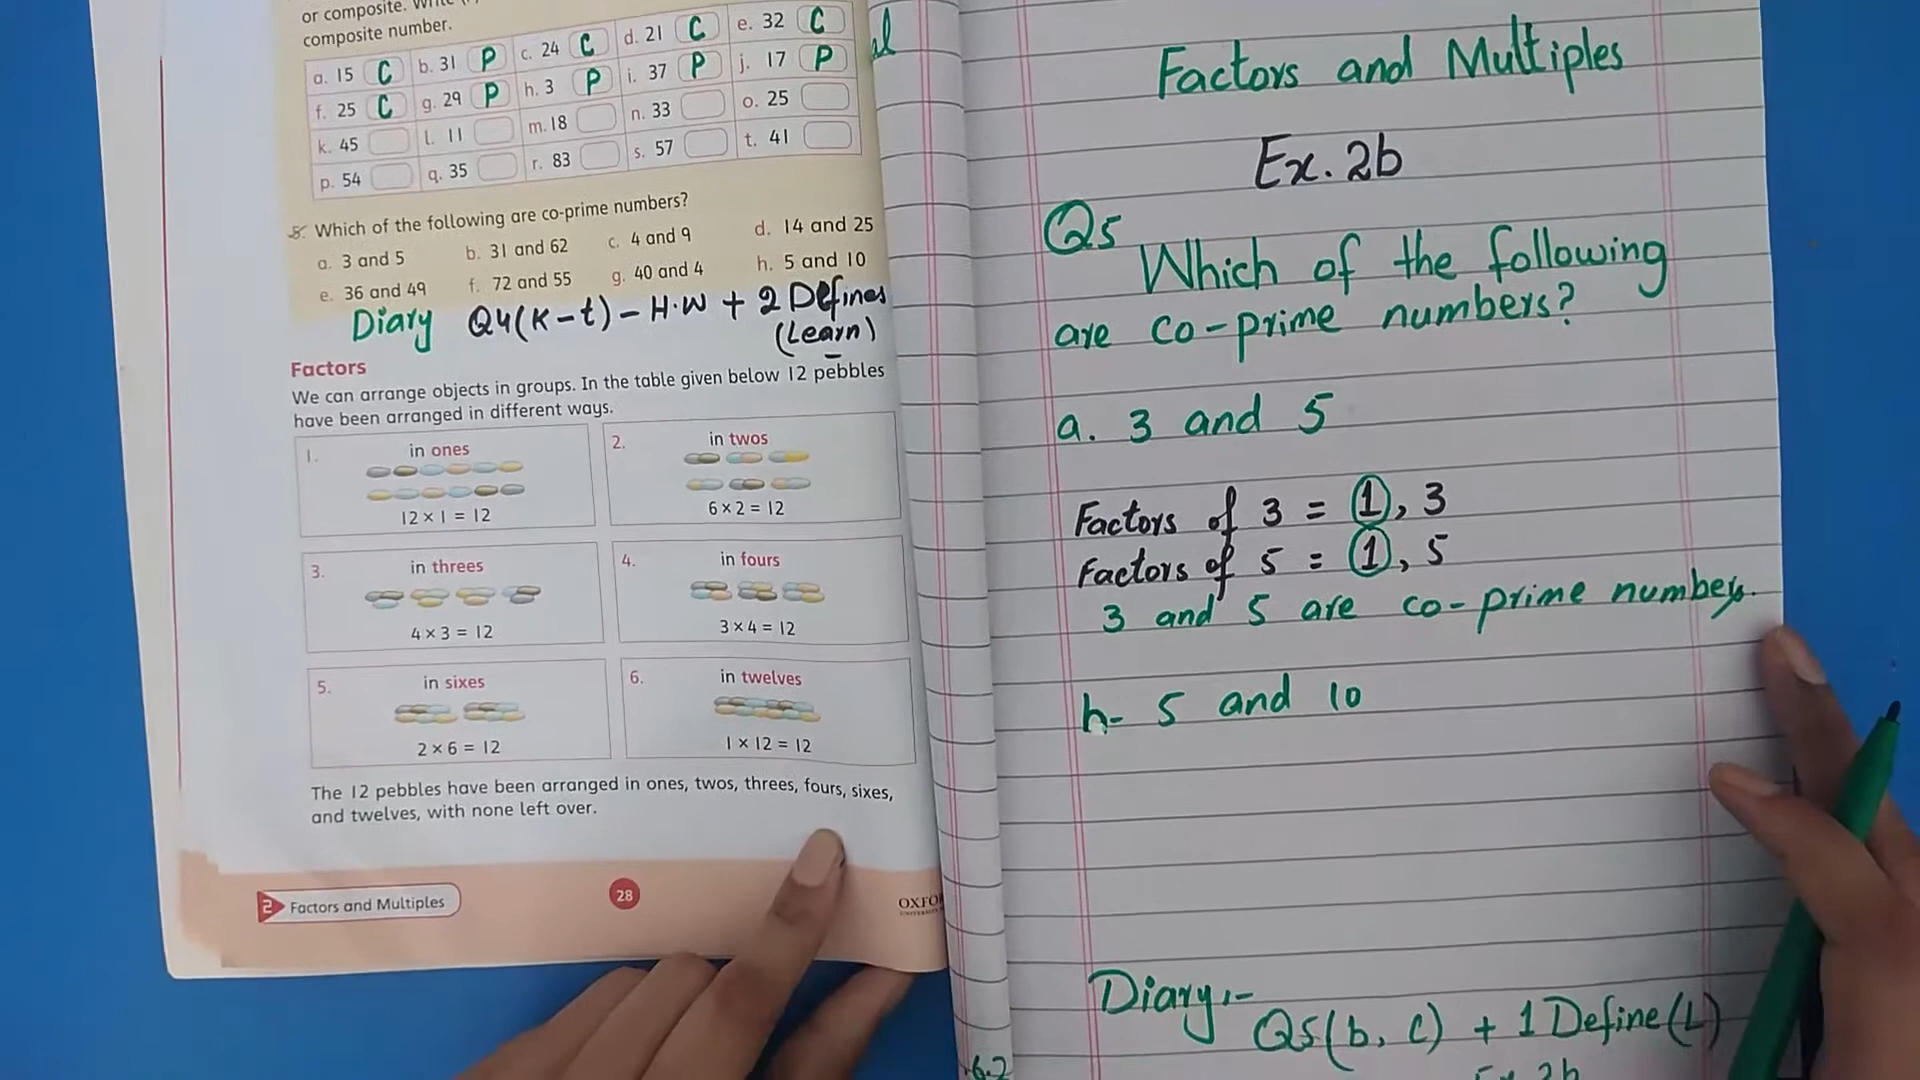 or composite.
composite number.
a. 15 C b. 31 P c. 24 C d. 21 C e. 32 C
f. 25 C g. 29 P h. 3 P i. 37 P j. 17 P
k. 45 l. 11 m. 18 n. 33 o. 25
p. 54 q. 35 r. 83 s. 57 t. 41
5. Which of the following are co-prime numbers?
a. 3 and 5 b. 31 and 62 c. 4 and 9 d. 14 and 25
e. 36 and 49 f. 72 and 55 g. 40 and 4 h. 5 and 10
Diary Q4(K-t) - H.W + 2 Defines
(Learn)
Factors
We can arrange objects in groups. In the table given below 12 pebbles
have been arranged in different ways.
1. in ones
12 × 1 = 12
2. in twos
6 × 2 = 12
3. in threes
4 × 3 = 12
4. in fours
3 × 4 = 12
5. in sixes
2 × 6 = 12
6. in twelves
1 × 12 = 12
The 12 pebbles have been arranged in ones, twos, threes, fours, sixes,
and twelves, with none left over.
2 Factors and Multiples
28
Factors and Multiples
Ex. 2b
Q5
Which of the following
are co-prime numbers?
a. 3 and 5
Factors of 3 = 1, 3
Factors of 5 = 1, 5
3 and 5 are co-prime numbers.
h- 5 and 10
Diary:-
Q5(b, c) + 1 Define(L)
Ex 2b